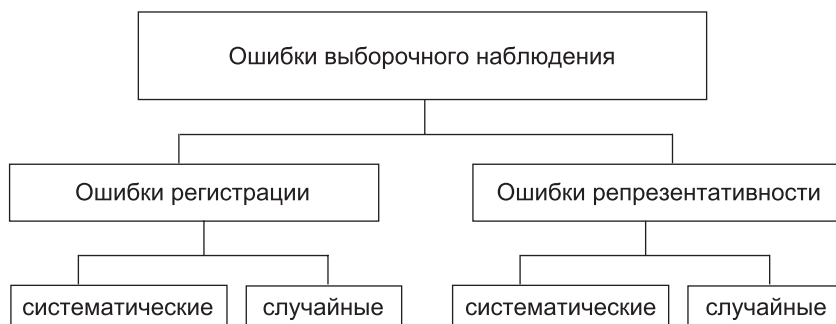 Ошибки выборочного наблюдения
Ошибки регистрации
Ошибки репрезентативности
систематические
случайные
систематические
случайные